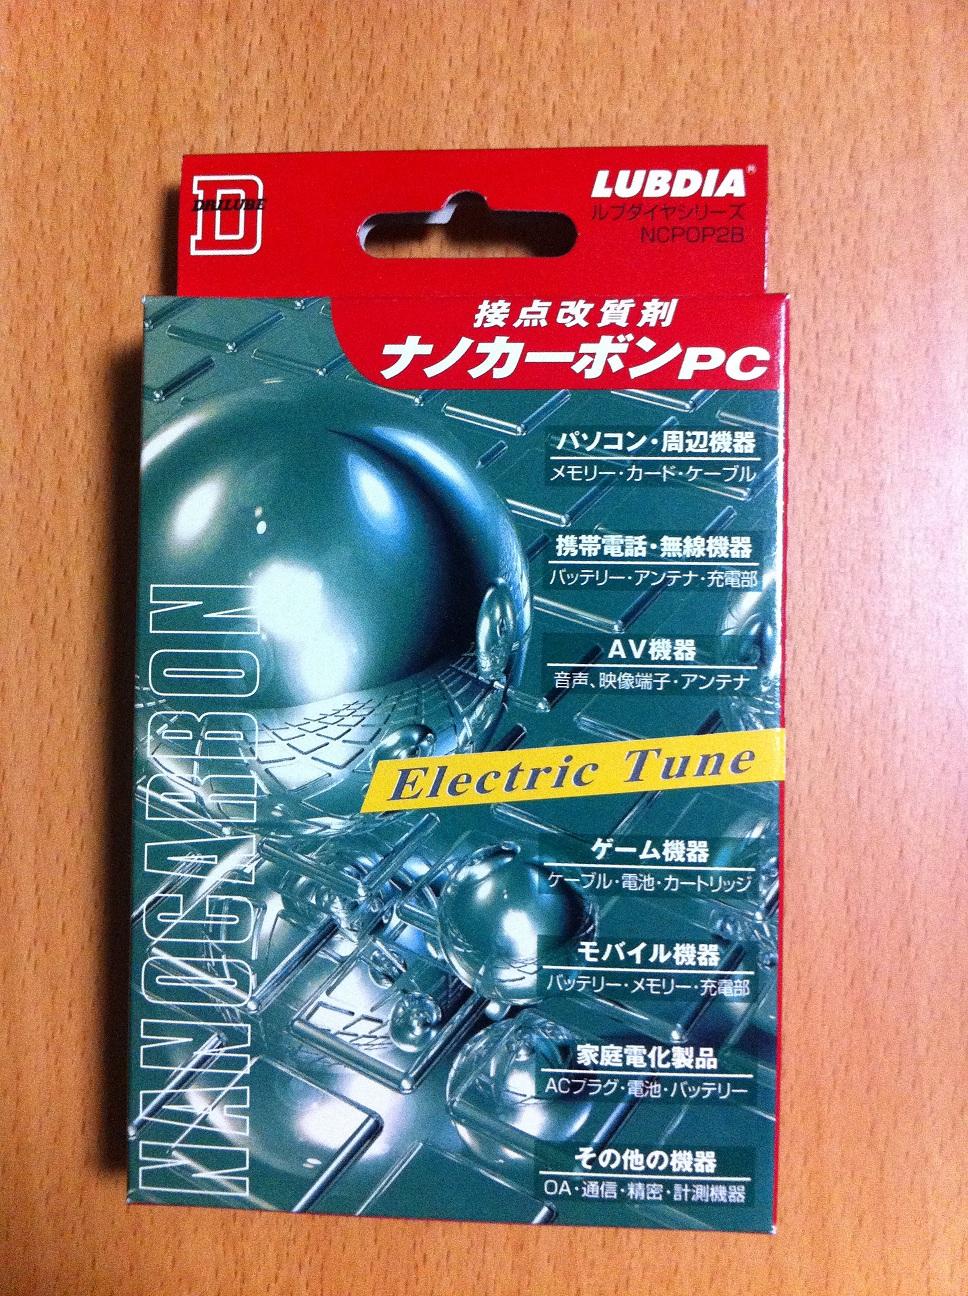 DRILUBE
LUBDIA®
ルブダイヤシリーズ
NCPOP2B
接点改質剤
ナノカーボンPC
パソコン・周辺機器
メモリー・カード・ケーブル
携帯電話・無線機器
バッテリー・アンテナ・充電部
AV機器
音声、映像端子・アンテナ
Electric Tune
ゲーム機器
ケーブル・電池・カートリッジ
モバイル機器
バッテリー・メモリー・充電部
家庭電化製品
ACプラグ・電池・バッテリー
その他の機器
OA・通信・精密・計測機器
NANOCARBON